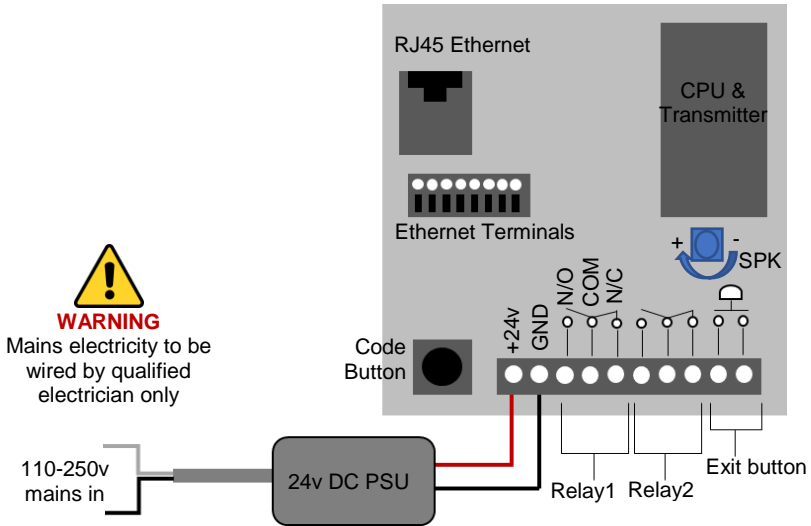 RJ45 Ethernet
CPU &
Transmitter
Ethernet Terminals
+ -
SPK
N/O
COM
N/C
+24v
GND
Code
Button
WARNING
Mains electricity to be
wired by qualified
electrician only
110-250v
mains in
24v DC PSU
Relay1
Relay2
Exit button